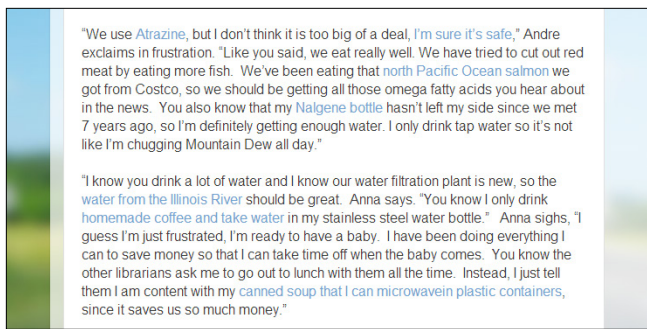 “We use Atrazine, but I don’t think it is too big of a deal, I’m sure it’s safe,” Andre
exclaims in frustration. “Like you said, we eat really well. We have tried to cut out red
meat by eating more fish.  We’ve been eating that north Pacific Ocean salmon we
got from Costco, so we should be getting all those omega fatty acids you hear about
in the news.  You also know that my Nalgene bottle hasn’t left my side since we met
7 years ago, so I’m definitely getting enough water. I only drink tap water so it’s not
like I’m chugging Mountain Dew all day.”
“I know you drink a lot of water and I know our water filtration plant is new, so the
water from the Illinois River should be great.  Anna says. “You know I only drink
homemade coffee and take water in my stainless steel water bottle.”   Anna sighs, “I
guess I’m just frustrated, I’m ready to have a baby.  I have been doing everything I
can to save money so that I can take time off when the baby comes.  You know the
other librarians ask me to go out to lunch with them all the time.  Instead, I just tell
them I am content with my canned soup that I can microwavein plastic containers,
since it saves us so much money.”